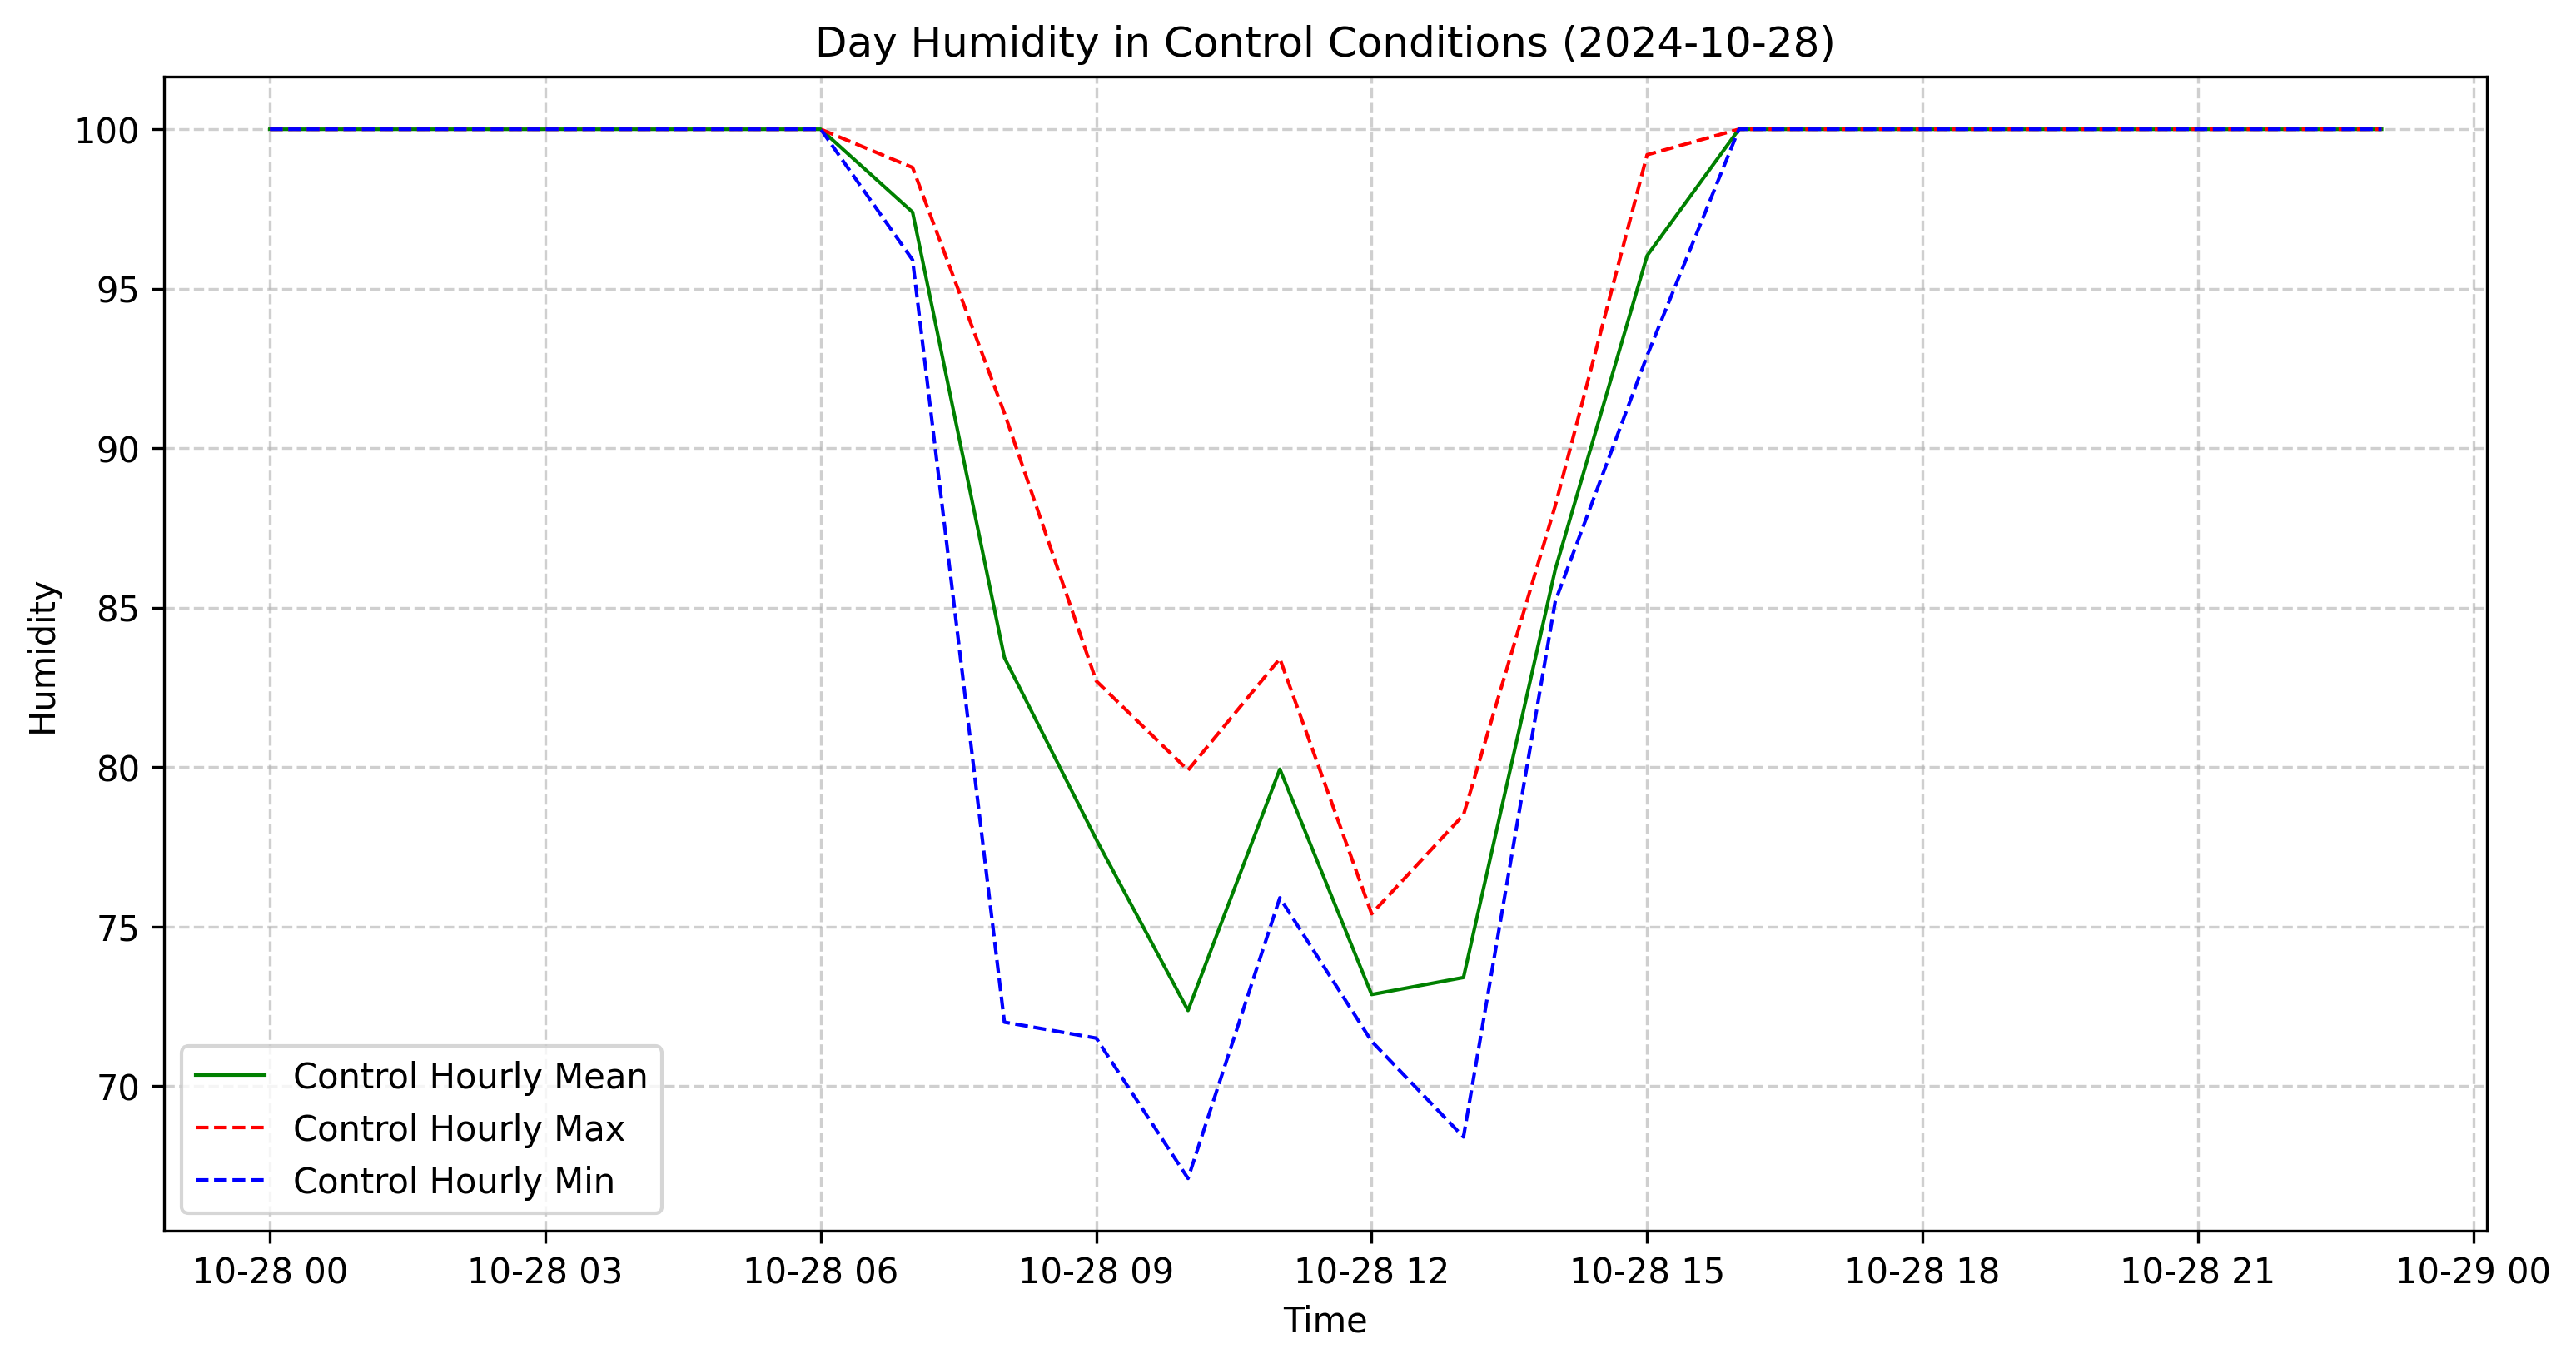 Day Humidity in Control Conditions (2024-10-28)
100
95
90
85
80
75
70
Humidity
Control Hourly Mean
Control Hourly Max
Control Hourly Min
10-28 00 10-28 03 10-28 06 10-28 09 10-28 12 10-28 15 10-28 18 10-28 21 10-29 00
Time